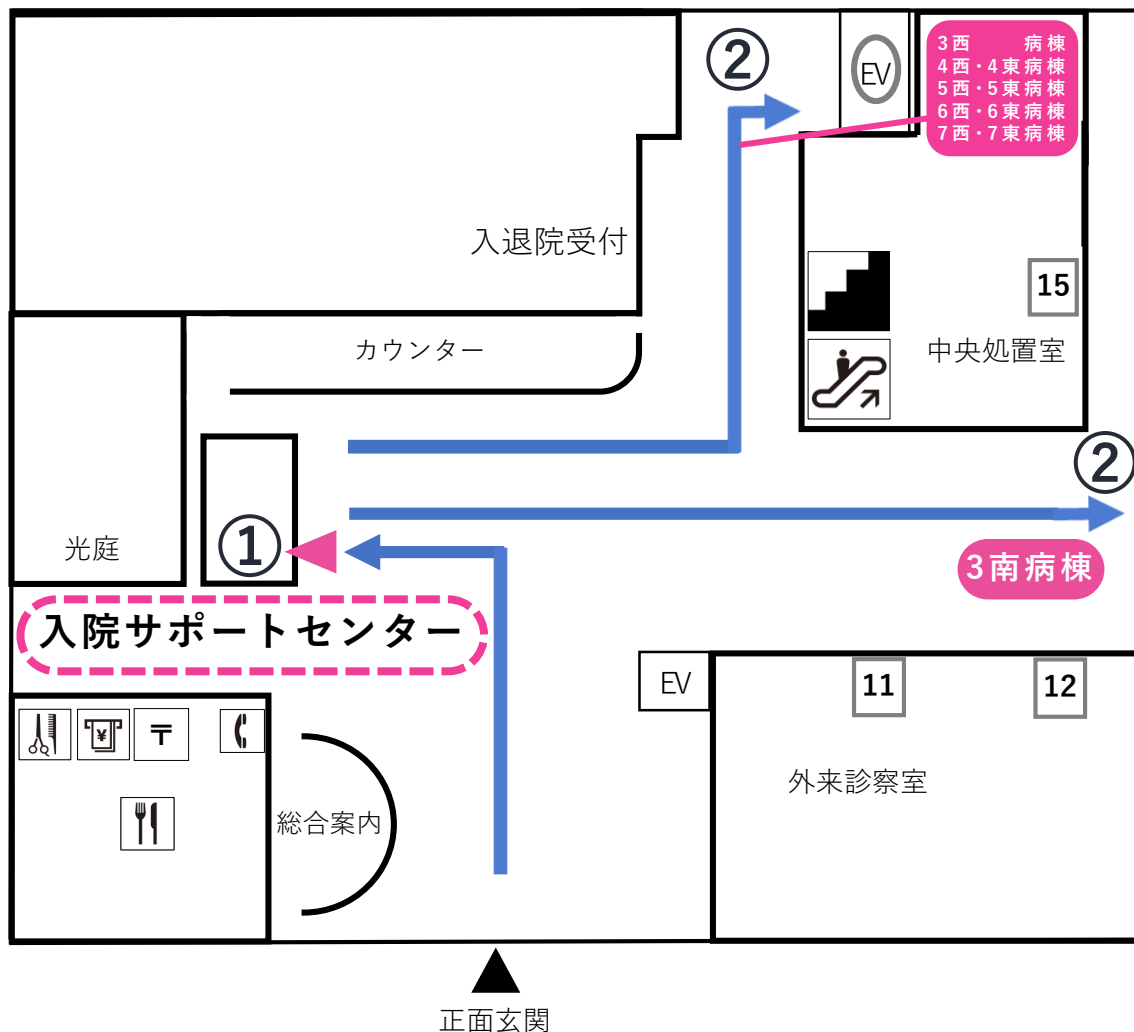 ②
EV
3西　　病棟
4西・4東病棟
5西・5東病棟
6西・6東病棟
7西・7東病棟
入退院受付
15
カウンター
中央処置室
②
①
光庭
3南病棟
入院サポートセンター
EV
11
12
¥
〒
外来診察室
総合案内
正面玄関